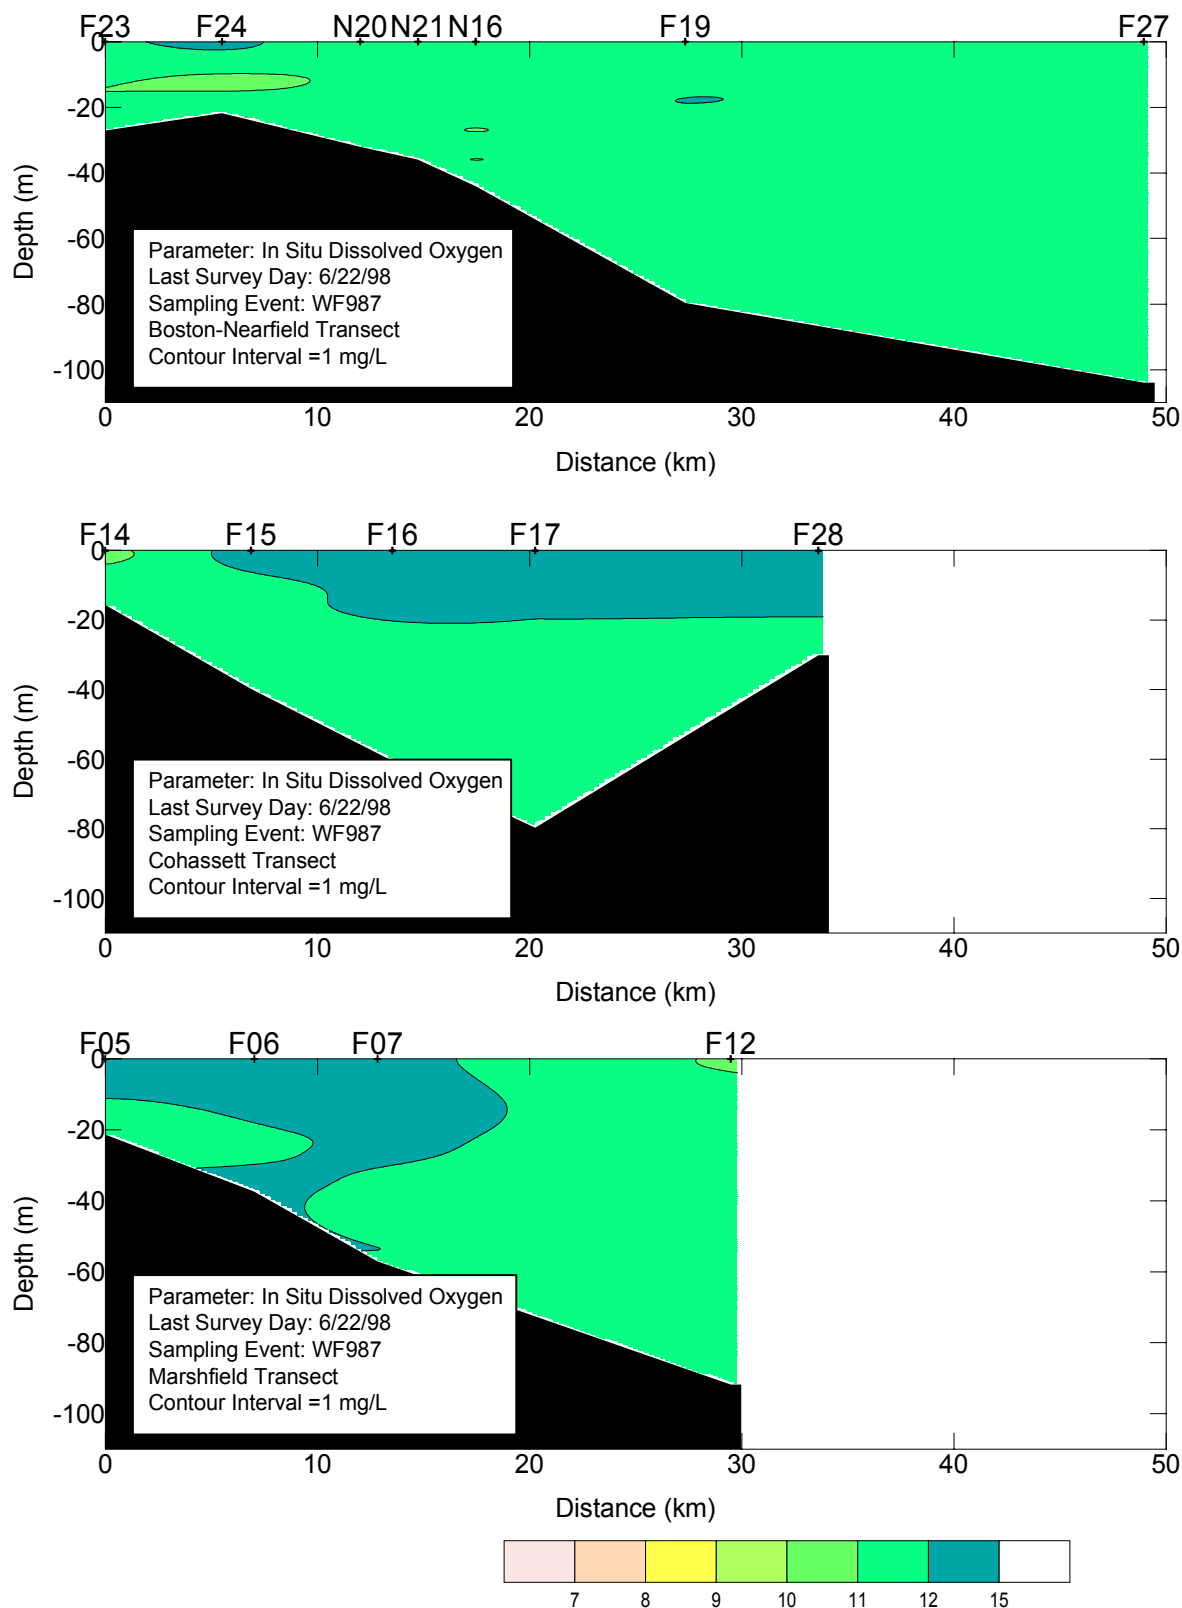 F23 F24 N20 N21 N16 F19 F27
0
-20
-40
-60
-80
-100
Depth (m)
Parameter: In Situ Dissolved Oxygen
Last Survey Day: 6/22/98
Sampling Event: WF987
Boston-Nearfield Transect
Contour Interval =1 mg/L
0 10 20 30 40 50
Distance (km)
F14 F15 F16 F17 F28
0
-20
-40
-60
-80
-100
Depth (m)
Parameter: In Situ Dissolved Oxygen
Last Survey Day: 6/22/98
Sampling Event: WF987
Cohassett Transect
Contour Interval =1 mg/L
0 10 20 30 40 50
Distance (km)
F05 F06 F07 F12
0
-20
-40
-60
-80
-100
Depth (m)
Parameter: In Situ Dissolved Oxygen
Last Survey Day: 6/22/98
Sampling Event: WF987
Marshfield Transect
Contour Interval =1 mg/L
0 10 20 30 40 50
Distance (km)
7 8 9 10 11 12 15